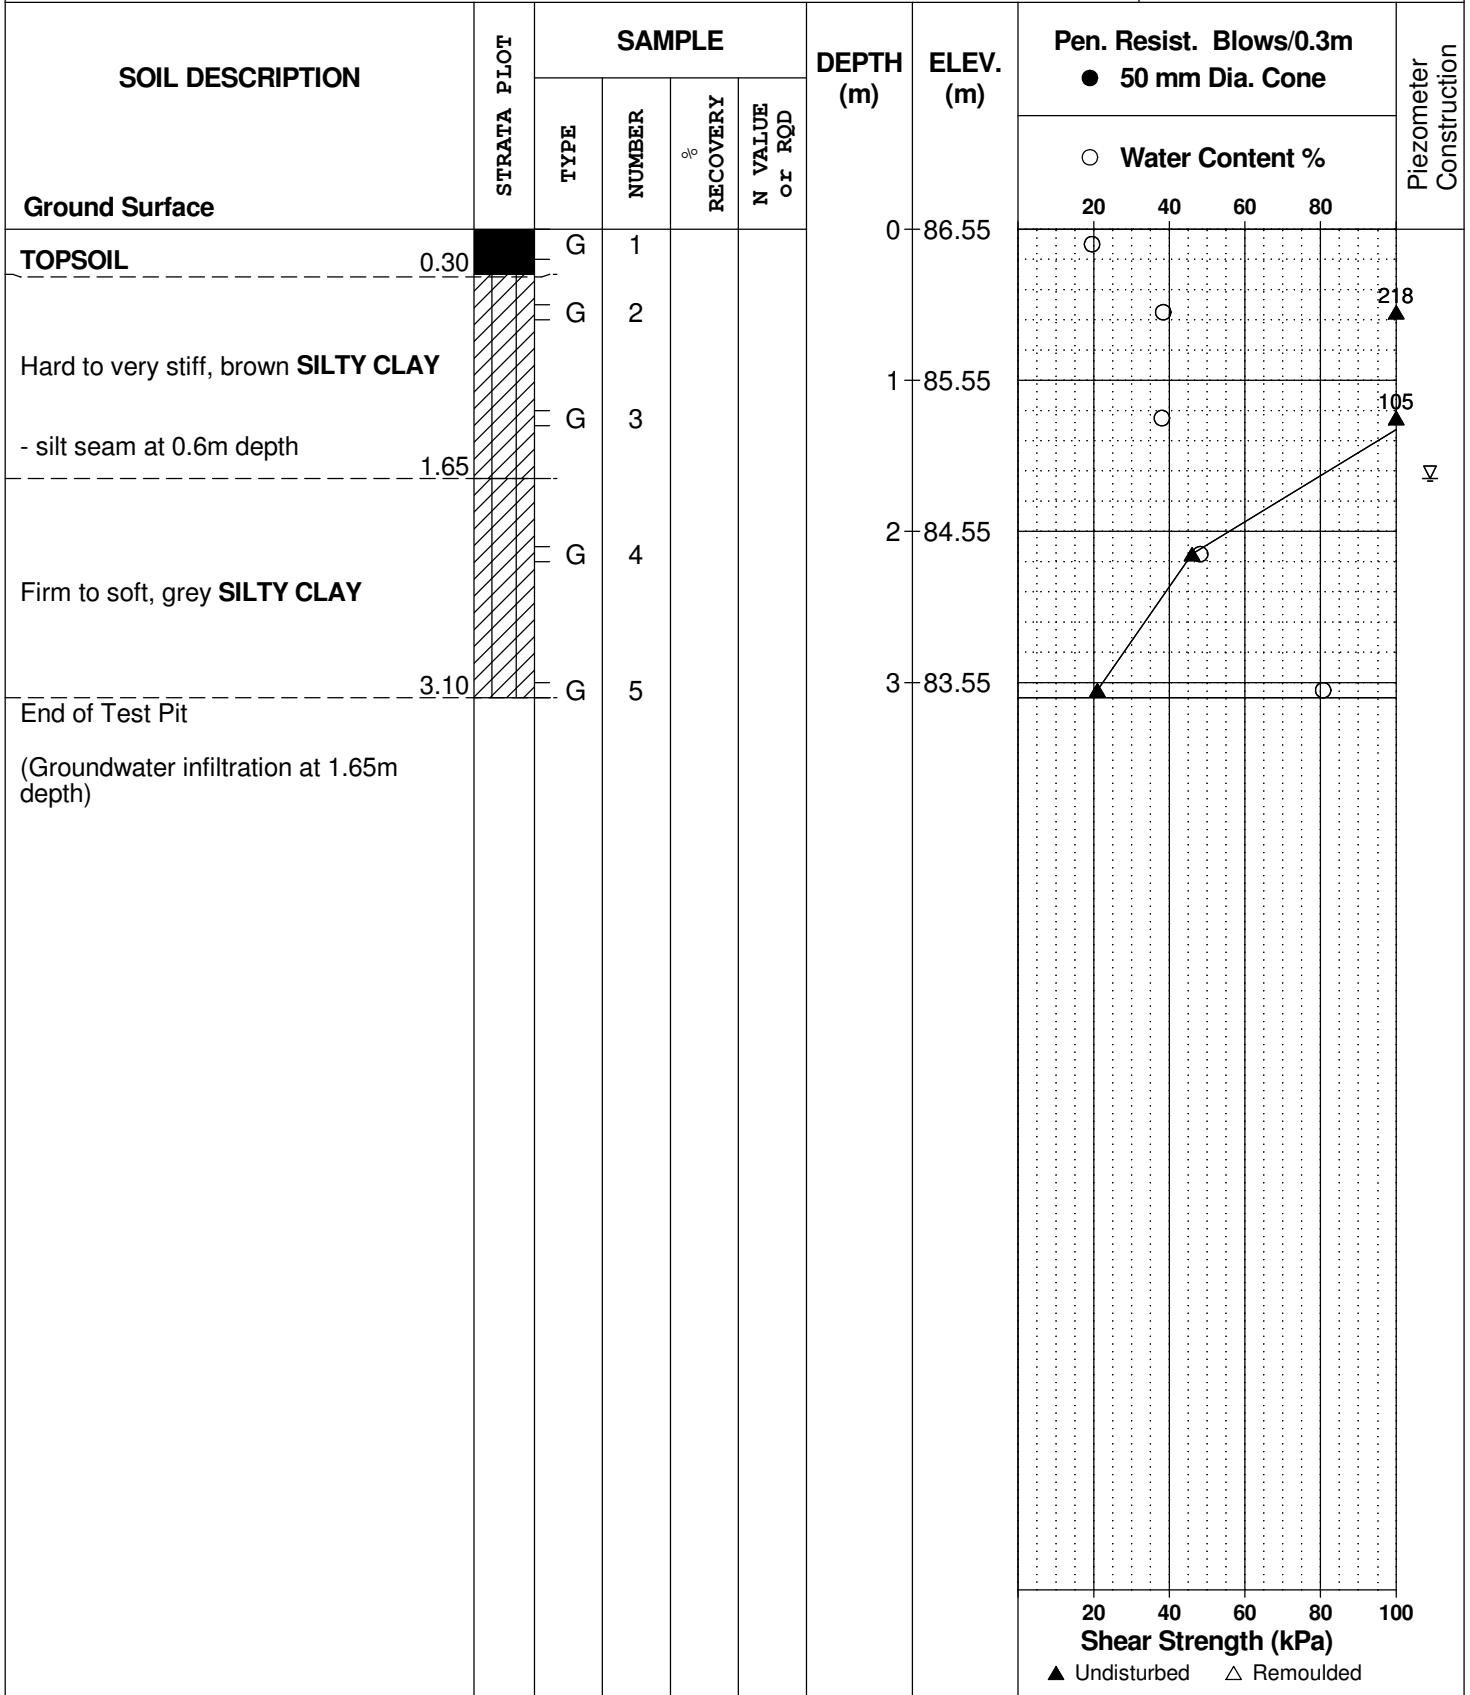 SOIL DESCRIPTION
Ground Surface
STRATA PLOT
SAMPLE
TYPE
NUMBER
%
RECOVERY
N VALUE
or RQD
DEPTH
(m)
ELEV.
(m)
Pen. Resist. Blows/0.3m
● 50 mm Dia. Cone
○ Water Content %
20 40 60 80
Piezometer
Construction
TOPSOIL 0.30
G 1
0 86.55
G 2
218
Hard to very stiff, brown SILTY CLAY
1 85.55
G 3
105
- silt seam at 0.6m depth
1.65
2 84.55
G 4
Firm to soft, grey SILTY CLAY
3.10
G 5
3 83.55
End of Test Pit
(Groundwater infiltration at 1.65m
depth)
20 40 60 80 100
Shear Strength (kPa)
▲ Undisturbed △ Remoulded